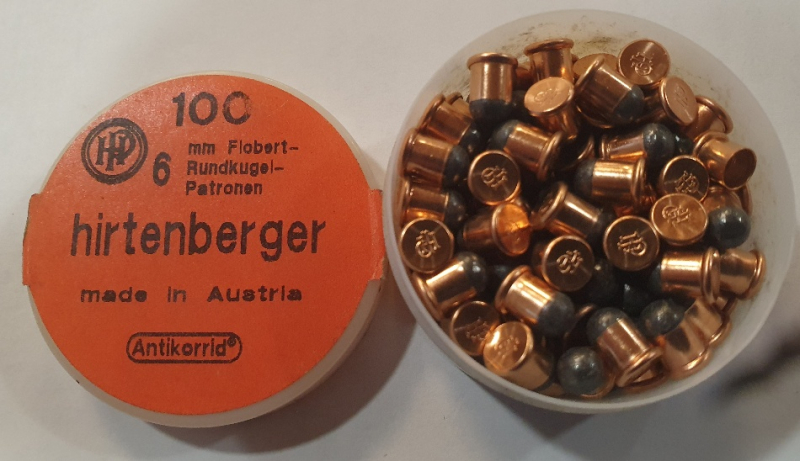 100
HP
6 mm Flobert-
Rundkugel-
Patronen
hirtenberger
made in Austria
Antikorrid®